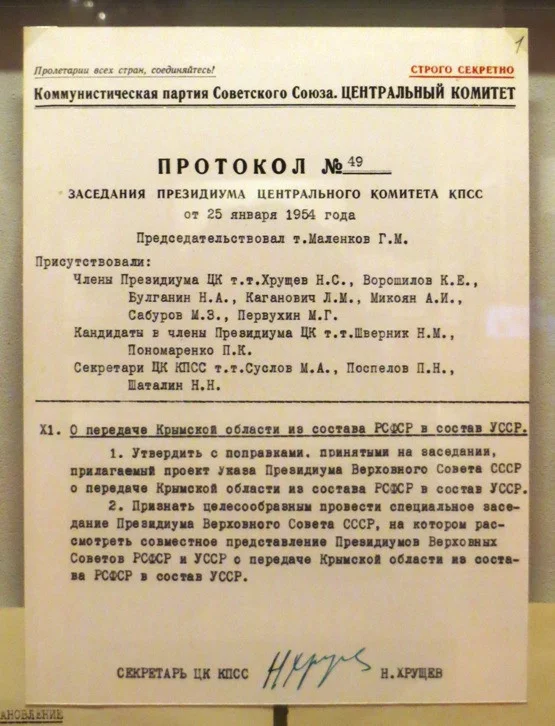 1
Пролетарии всех стран, соединяйтесь! СТРОГО СЕКРЕТНО
Коммунистическая партия Советского Союза. ЦЕНТРАЛЬНЫЙ КОМИТЕТ
ПРОТОКОЛ № 49
ЗАСЕДАНИЯ ПРЕЗИДИУМА ЦЕНТРАЛЬНОГО КОМИТЕТА КПСС
от 25 января 1954 года
Председательствовал т.Маленков Г.М.
Присутствовали:
Члены Президиума ЦК т.т.Хрущев Н.С., Ворошилов К.Е.,
Булганин Н.А., Каганович Л.М., Микоян А.И.,
Сабуров М.З., Первухин М.Г.
Кандидаты в члены Президиума ЦК т.т.Шверник Н.М.,
Пономаренко П.К.
Секретари ЦК КПСС т.т.Суслов М.А., Поспелов П.Н.,
Шаталин Н.Н.
X1. О передаче Крымской области из состава РСФСР в состав УССР.
1. Утвердить с поправками, принятыми на заседании,
прилагаемый проект Указа Президиума Верховного Совета СССР
о передаче Крымской области из состава РСФСР в состав УССР.
2. Признать целесообразным провести специальное засе-
дание Президиума Верховного Совета СССР, на котором рас-
смотреть совместное представление Президиумов Верховных
Советов РСФСР и УССР о передаче Крымской области из соста-
ва РСФСР в состав УССР.
СЕКРЕТАРЬ ЦК КПСС Н Хрущев Н.ХРУЩЕВ
АНОВЛЕНИЕ